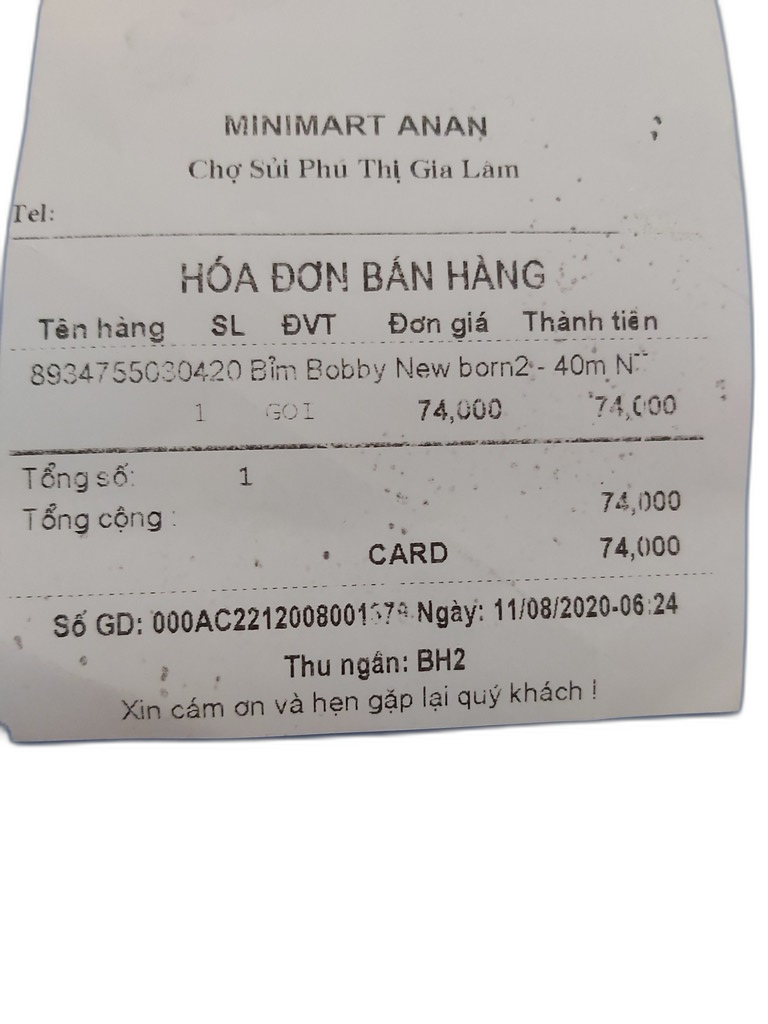 MINIMART ANAN
Chợ Sủi Phú Thị Gia Lâm
Tel:
HÓA ĐƠN BÁN HÀNG
Tên hàng SL ĐVT Đơn giá Thành tiền
8934755030420 Bỉm Bobby New born2 - 40m N
1 GOI 74,000 74,000
Tổng số: 1
Tổng cộng : 74,000
CARD 74,000
Số GD: Ngày: 11/08/2020-06:24
Thu ngân: BH2
Xin cám ơn và hẹn gặp lại quý khách !